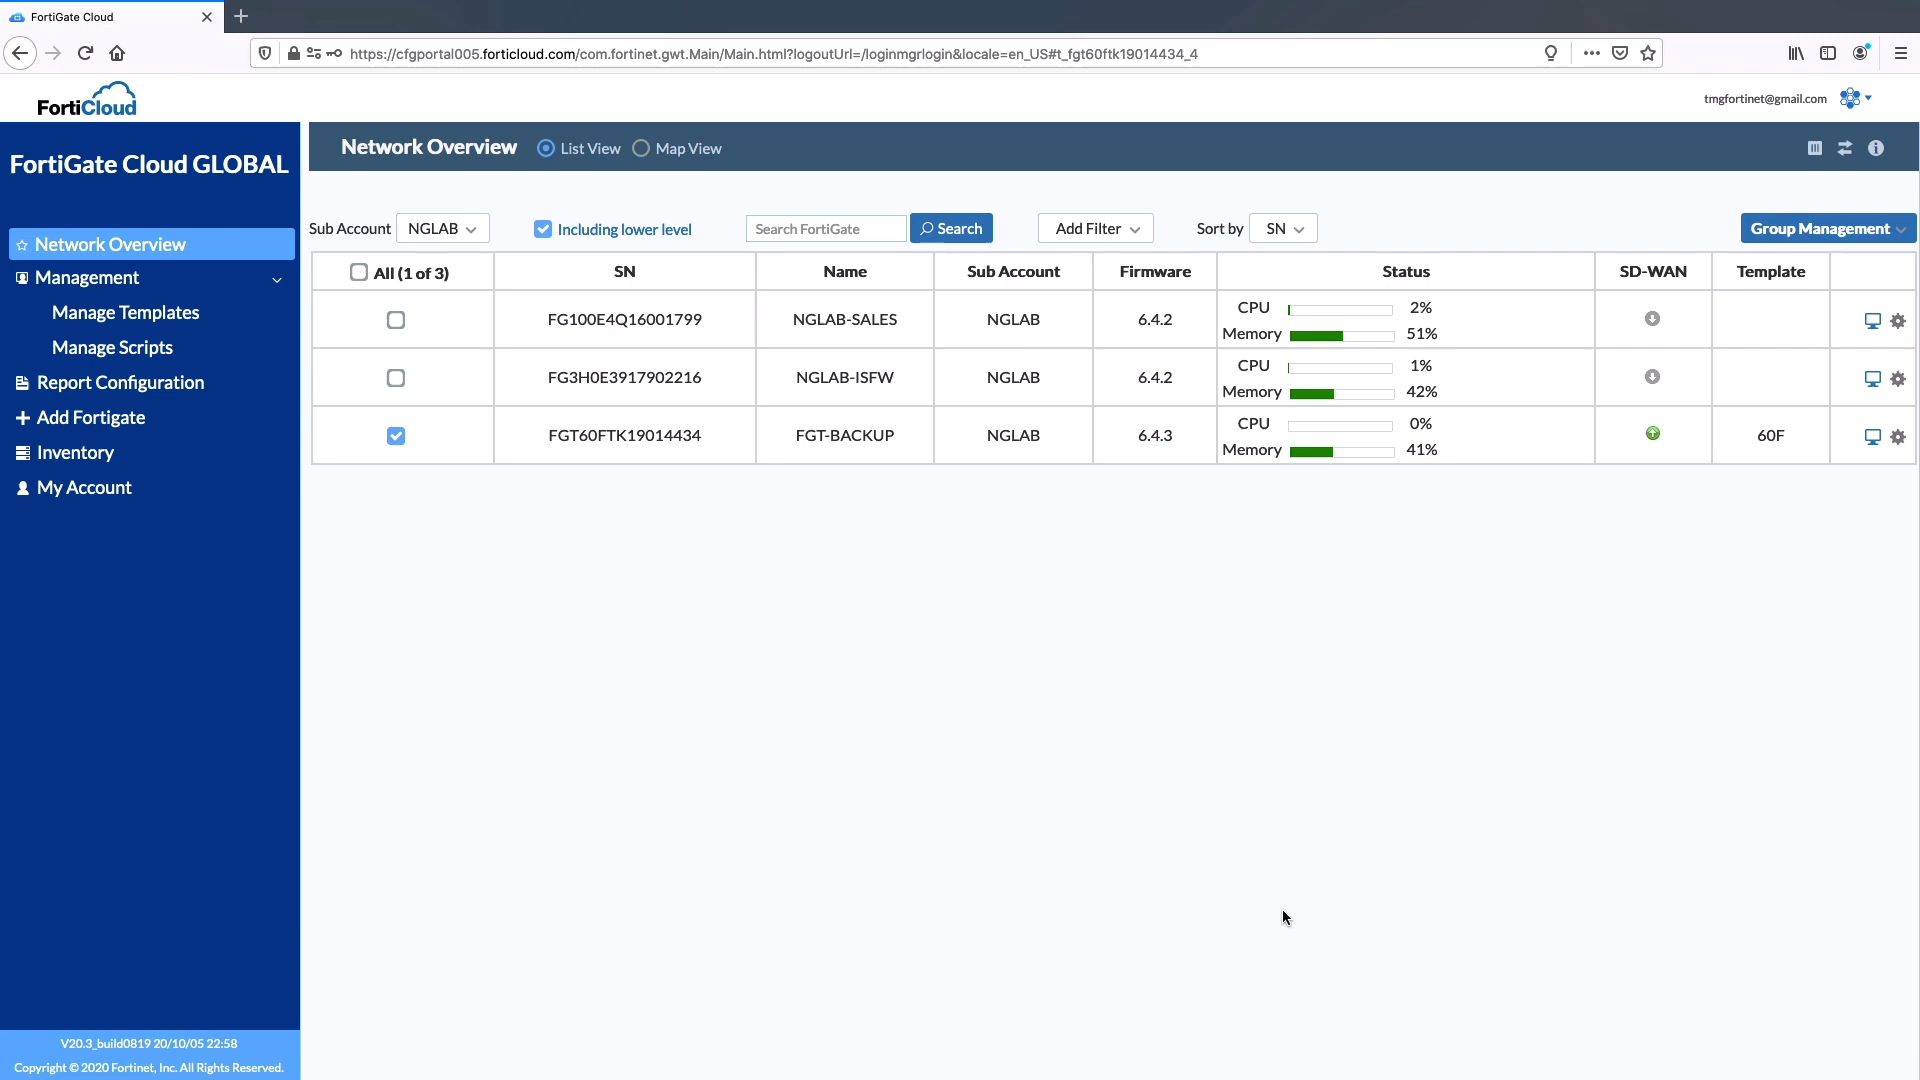 FortiGate Cloud
https://cfgportal005.forticloud.com/com.fortinet.gwt.Main/Main.html?logoutUrl=/loginmgrlogin&locale=en_US#t_fgt60ftk19014434_4
FortiCloud
tmgfortinet@gmail.com
FortiGate Cloud GLOBAL
Network Overview
Management
Manage Templates
Manage Scripts
Report Configuration
Add Fortigate
Inventory
My Account
V20.3_build0819 20/10/05 22:58
Copyright © 2020 Fortinet, Inc. All Rights Reserved.
Network Overview List View Map View
Sub Account NGLAB Including lower level Search FortiGate Search Add Filter Sort by SN Group Management
All (1 of 3) SN Name Sub Account Firmware Status SD-WAN Template
FG100E4Q16001799 NGLAB-SALES NGLAB 6.4.2 CPU 2%
Memory 51%
FG3H0E3917902216 NGLAB-ISFW NGLAB 6.4.2 CPU 1%
Memory 42%
FGT60FTK19014434 FGT-BACKUP NGLAB 6.4.3 CPU 0% 60F
Memory 41%